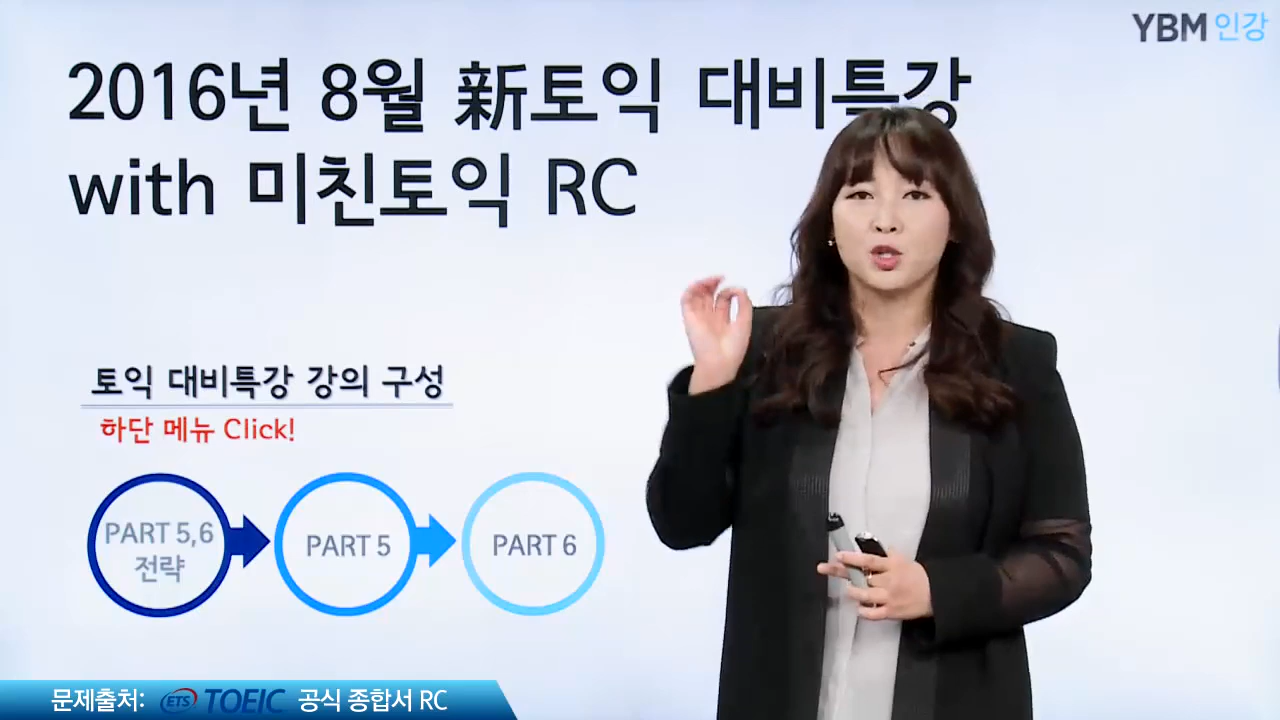 YBM 인강
2016년 8월 新토익 대비특강
with 미친토익 RC
토익 대비특강 강의 구성
하단 메뉴 Click!
PART 5,6
전략
PART 5
PART 6
문제출처: ETS TOEIC 공식 종합서 RC